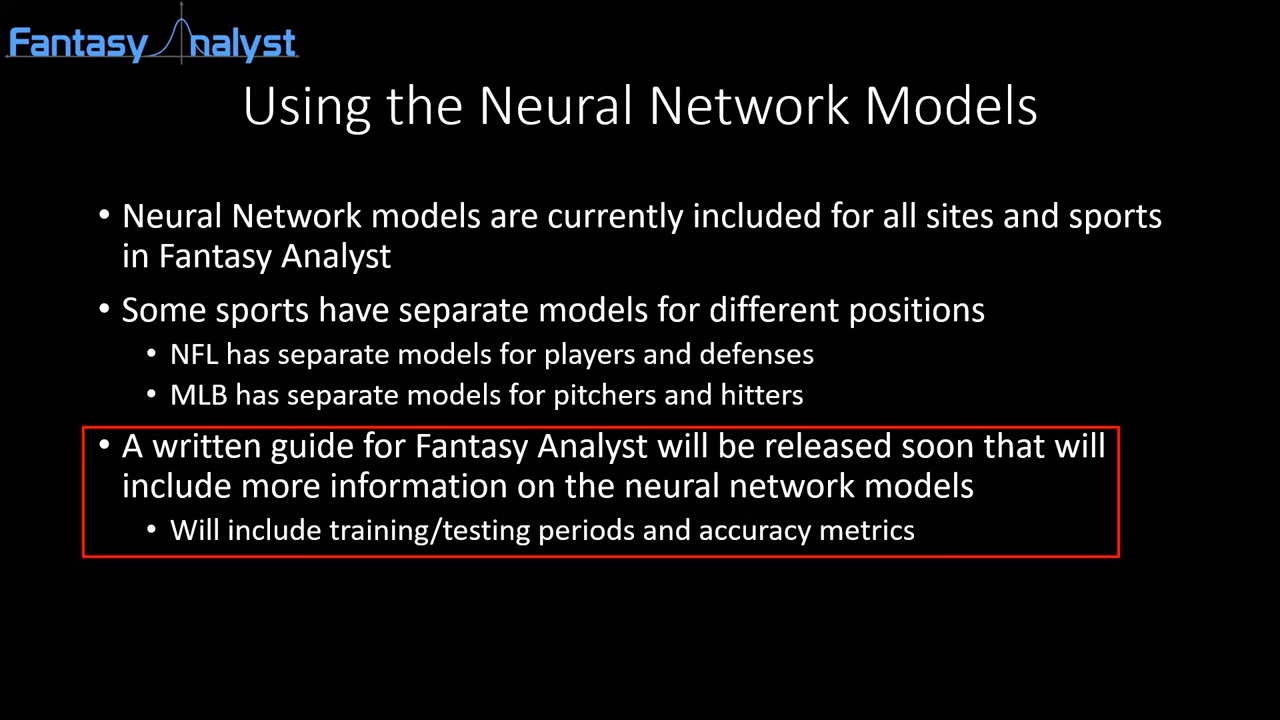 Fantasy Analyst
Using the Neural Network Models
• Neural Network models are currently included for all sites and sports
in Fantasy Analyst
• Some sports have separate models for different positions
• NFL has separate models for players and defenses
• MLB has separate models for pitchers and hitters
• A written guide for Fantasy Analyst will be released soon that will
include more information on the neural network models
• Will include training/testing periods and accuracy metrics